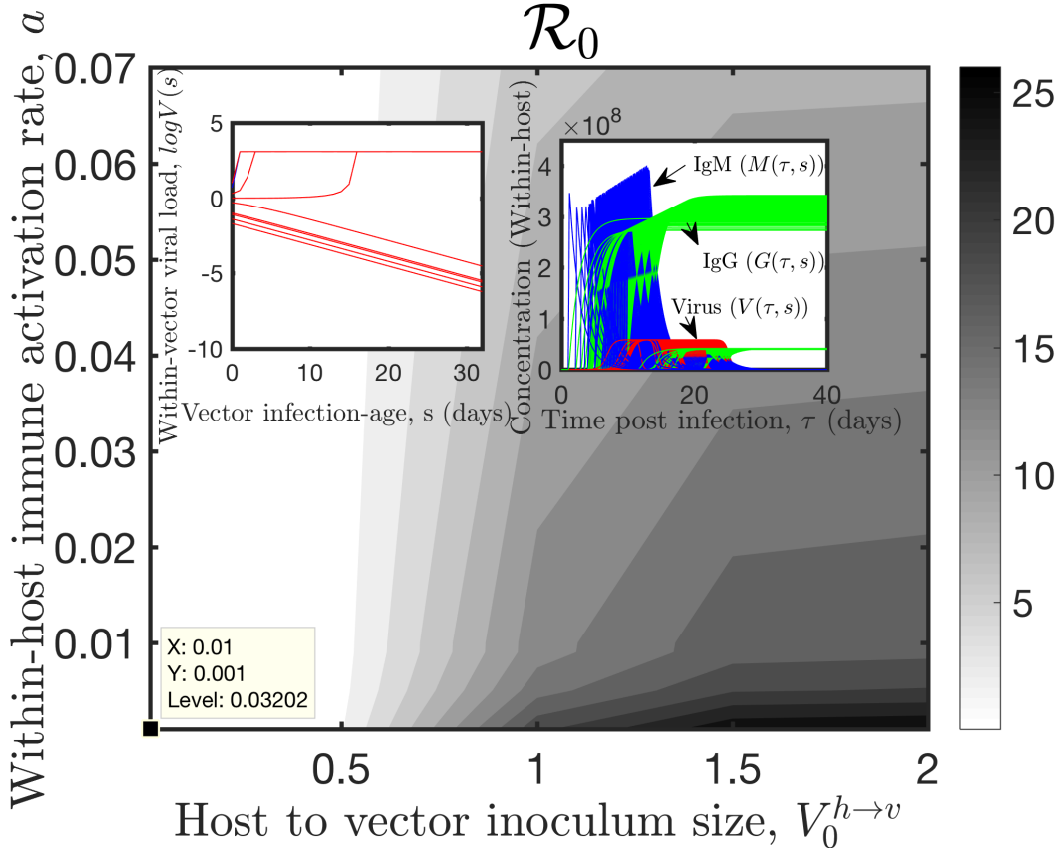 R₀
Within-host immune activation rate, a
0.07
0.06
0.05
0.04
0.03
0.02
0.01
Within-vector viral load, logV(s)
5
0
-5
-10
0
10
20
30
Vector infection-age, s (days)
Concentration (Within-host)
×10⁸
4
3
2
1
0
0
20
40
IgM (M(τ, s))
IgG (G(τ, s))
Virus (V(τ, s))
Time post infection, τ (days)
X: 0.01
Y: 0.001
Level: 0.03202
0.5
1
1.5
2
Host to vector inoculum size, V₀ʰ→ᵛ
25
20
15
10
5